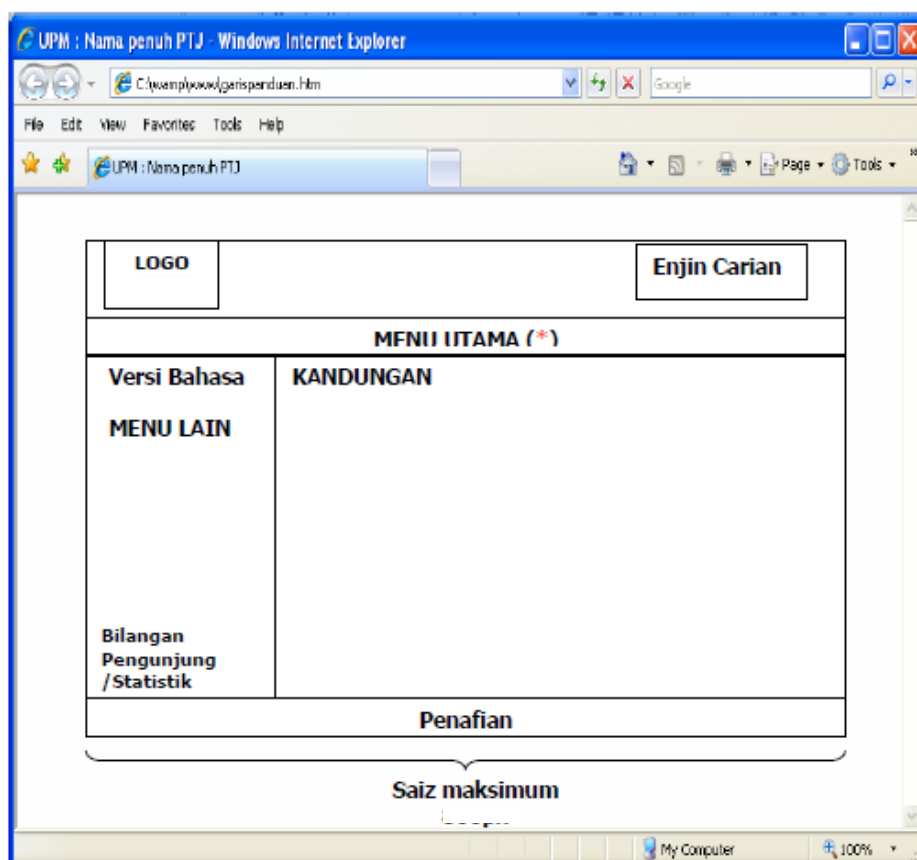 UPM : Nama penuh PTJ - Windows Internet Explorer
C:\wamp\www\garispanduan.htm
Google
File Edit View Favorites Tools Help
UPM : Nama penuh PTJ
Page Tools
LOGO
Enjin Carian
MENU UTAMA (*)
Versi Bahasa
KANDUNGAN
MENU LAIN
Bilangan
Pengunjung
/Statistik
Penafian
Saiz maksimum
My Computer
100%